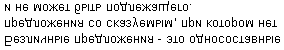 Безличные предложения - это односоставные
предложения со сказуемым, при котором нет
и не может быть подлежащего.